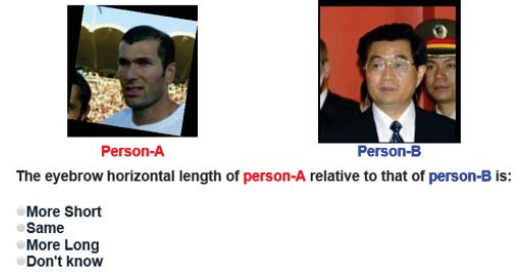 Person-A
Person-B
The eyebrow horizontal length of person-A relative to that of person-B is:
More Short
Same
More Long
Don't know